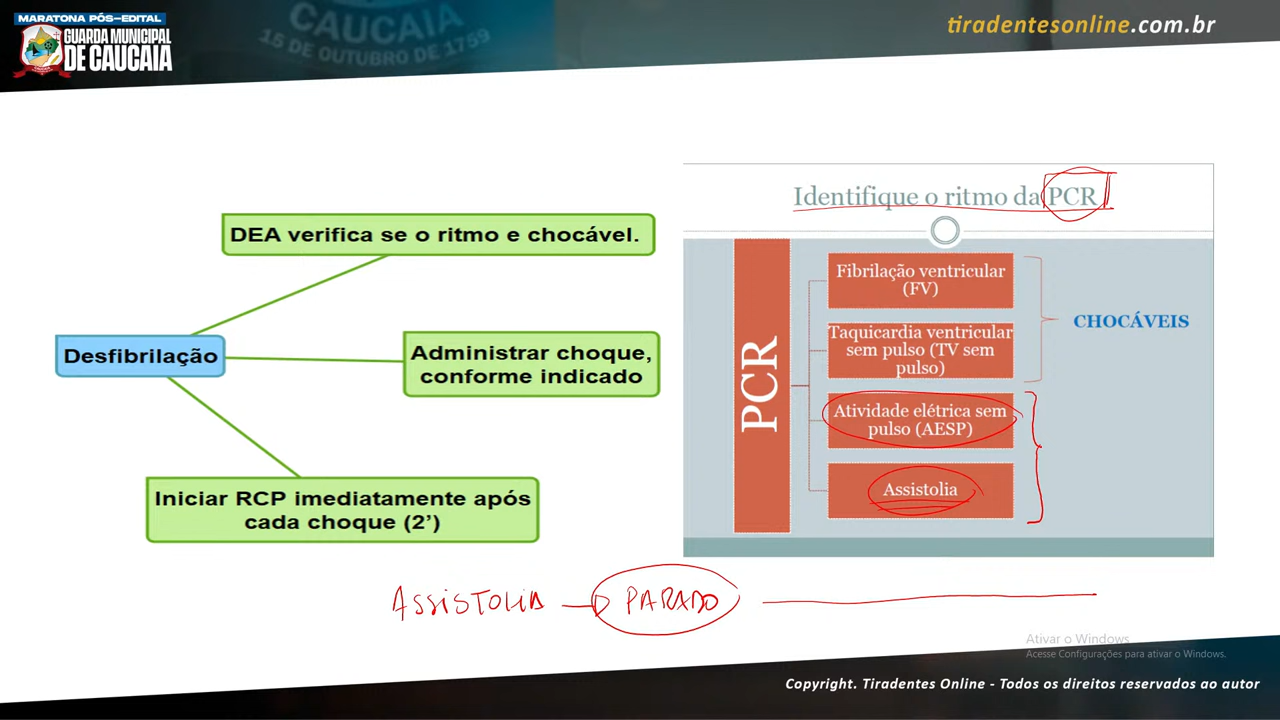 MARATONA PÓS-EDITAL
GUARDA MUNICIPAL
DE CAUCAIA
CAUCAIA
15 DE OUTUBRO DE 1759
tiradentesonline.com.br
DEA verifica se o ritmo e chocável.
Desfibrilação
Administrar choque,
conforme indicado
Iniciar RCP imediatamente após
cada choque (2’)
Identifique o ritmo da PCR
PCR
Fibrilação ventricular
(FV)
Taquicardia ventricular
sem pulso (TV sem
pulso)
CHOCÁVEIS
Atividade elétrica sem
pulso (AESP)
Assistolia
ASSISTOLIA PARADO
Ativar o Windows
Acesse Configurações para ativar o Windows.
Copyright. Tiradentes Online - Todos os direitos reservados ao autor